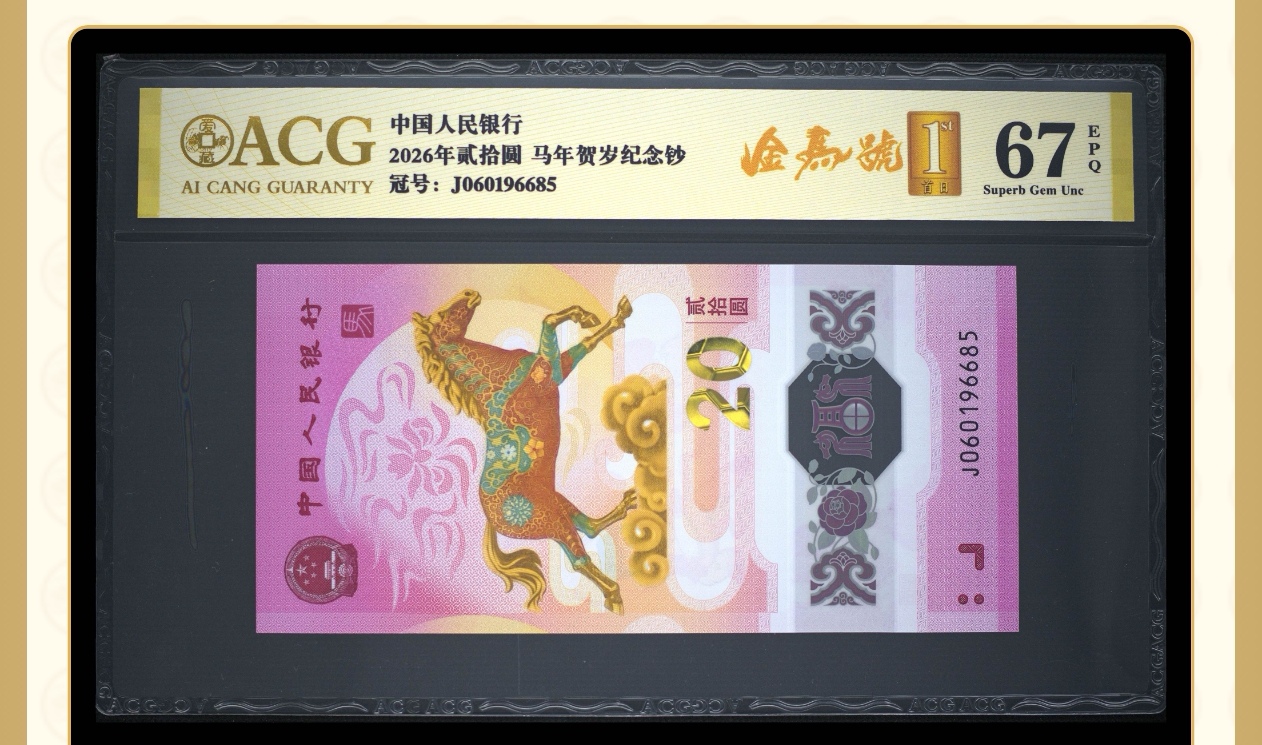 ACG
AI CANG GUARANTY
中国人民银行
2026年贰拾圆 马年贺岁纪念钞
冠号：J060196685
金馬號
1st
首日
67
EPQ
Superb Gem Unc
中国人民银行
馬
贰拾圆
20
J060196685